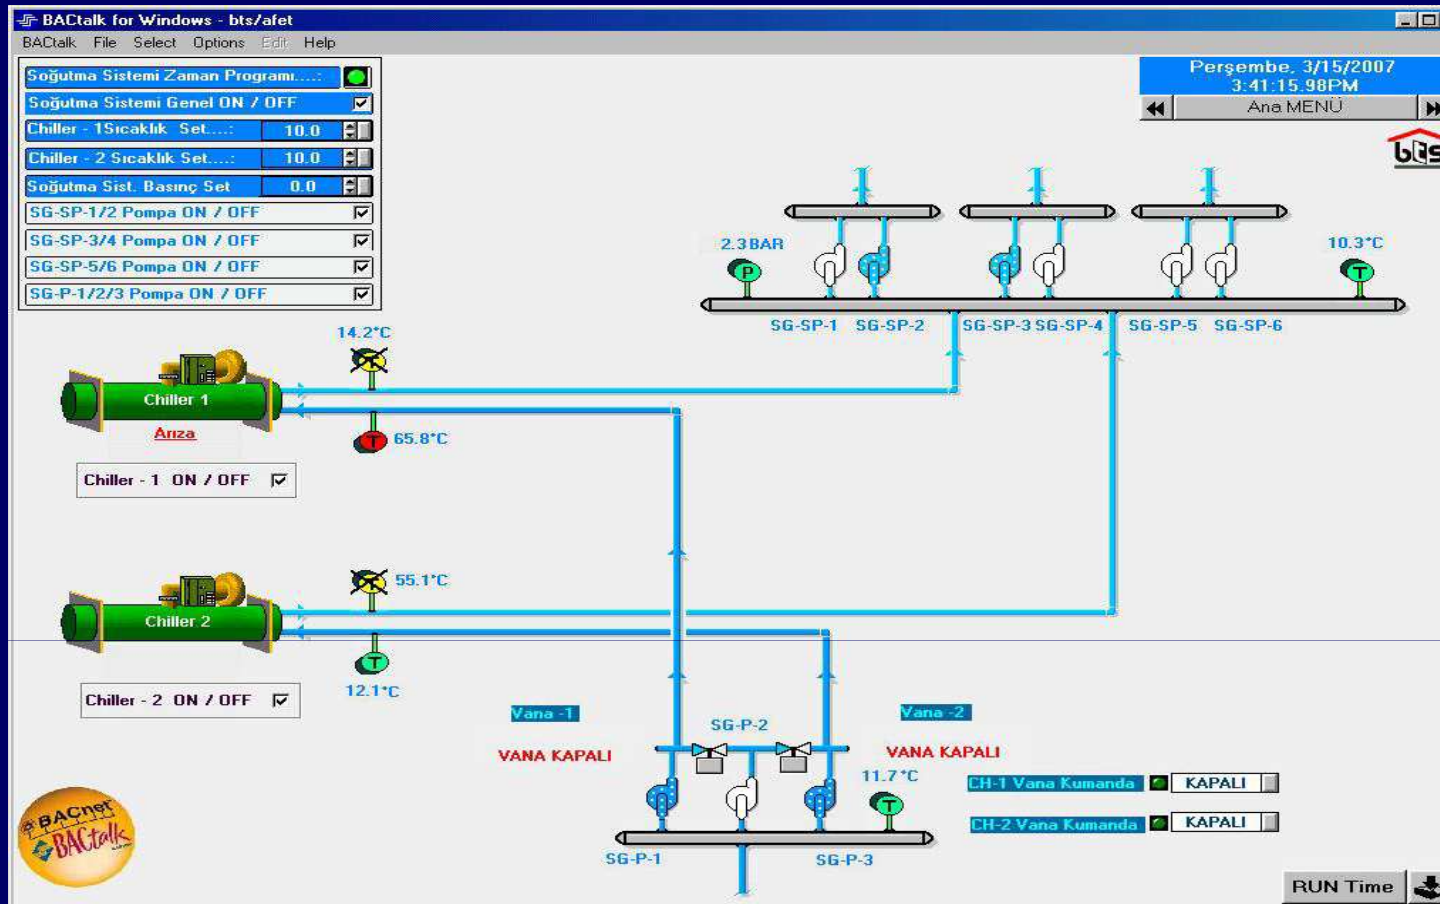 BACtalk for Windows - bts/afet
BACtalk File Select Options Edit Help
Soğutma Sistemi Zaman Programı....:
Soğutma Sistemi Genel ON / OFF
Chiller - 1Sıcaklık Set....: 10.0
Chiller - 2 Sıcaklık Set....: 10.0
Soğutma Sist. Basınç Set 0.0
SG-SP-1/2 Pompa ON / OFF
SG-SP-3/4 Pompa ON / OFF
SG-SP-5/6 Pompa ON / OFF
SG-P-1/2/3 Pompa ON / OFF
Perşembe, 3/15/2007
3:41:15.98PM
Ana MENÜ
bts
2.3BAR
P
10.3°C
T
SG-SP-1 SG-SP-2 SG-SP-3 SG-SP-4 SG-SP-5 SG-SP-6
14.2°C
Chiller 1
Arıza
T 65.8°C
Chiller - 1 ON / OFF
55.1°C
Chiller 2
T
12.1°C
Chiller - 2 ON / OFF
Vana -1
SG-P-2
Vana -2
VANA KAPALI
VANA KAPALI
11.7°C
T
CH-1 Vana Kumanda KAPALI
CH-2 Vana Kumanda KAPALI
SG-P-1 SG-P-3
BACnet
BACtalk
RUN Time